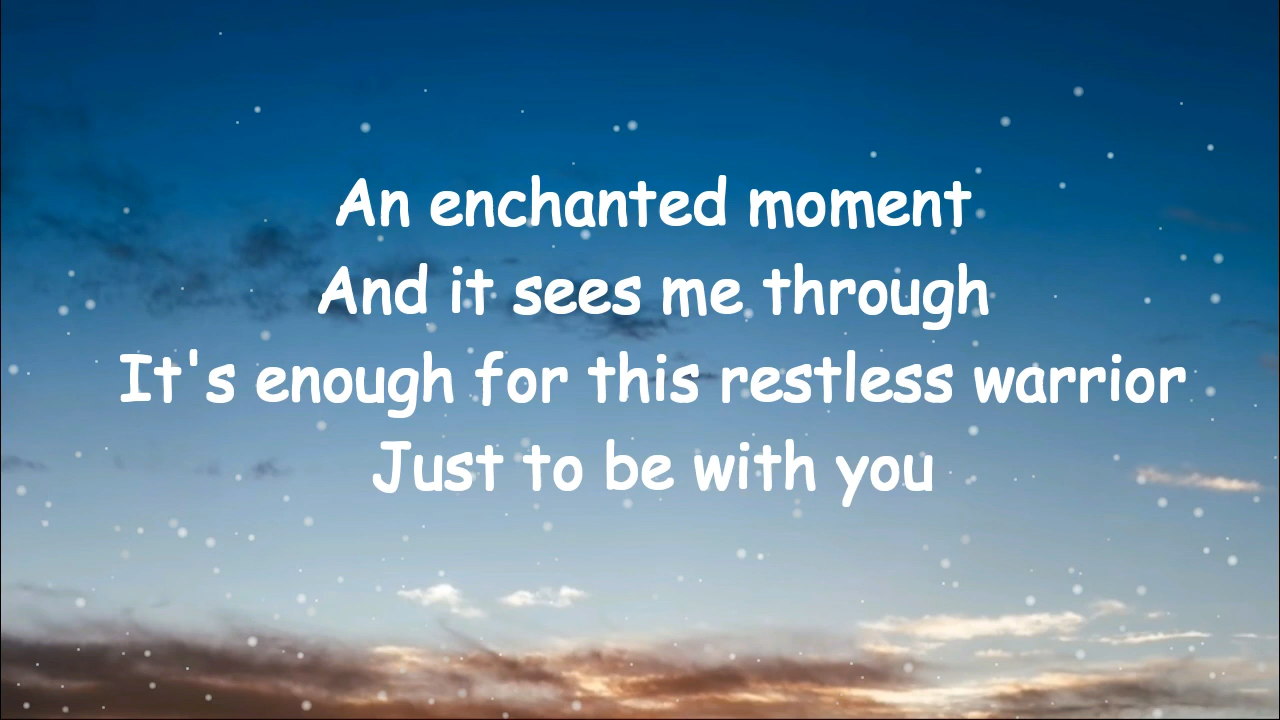 An enchanted moment
And it sees me through
It's enough for this restless warrior
Just to be with you